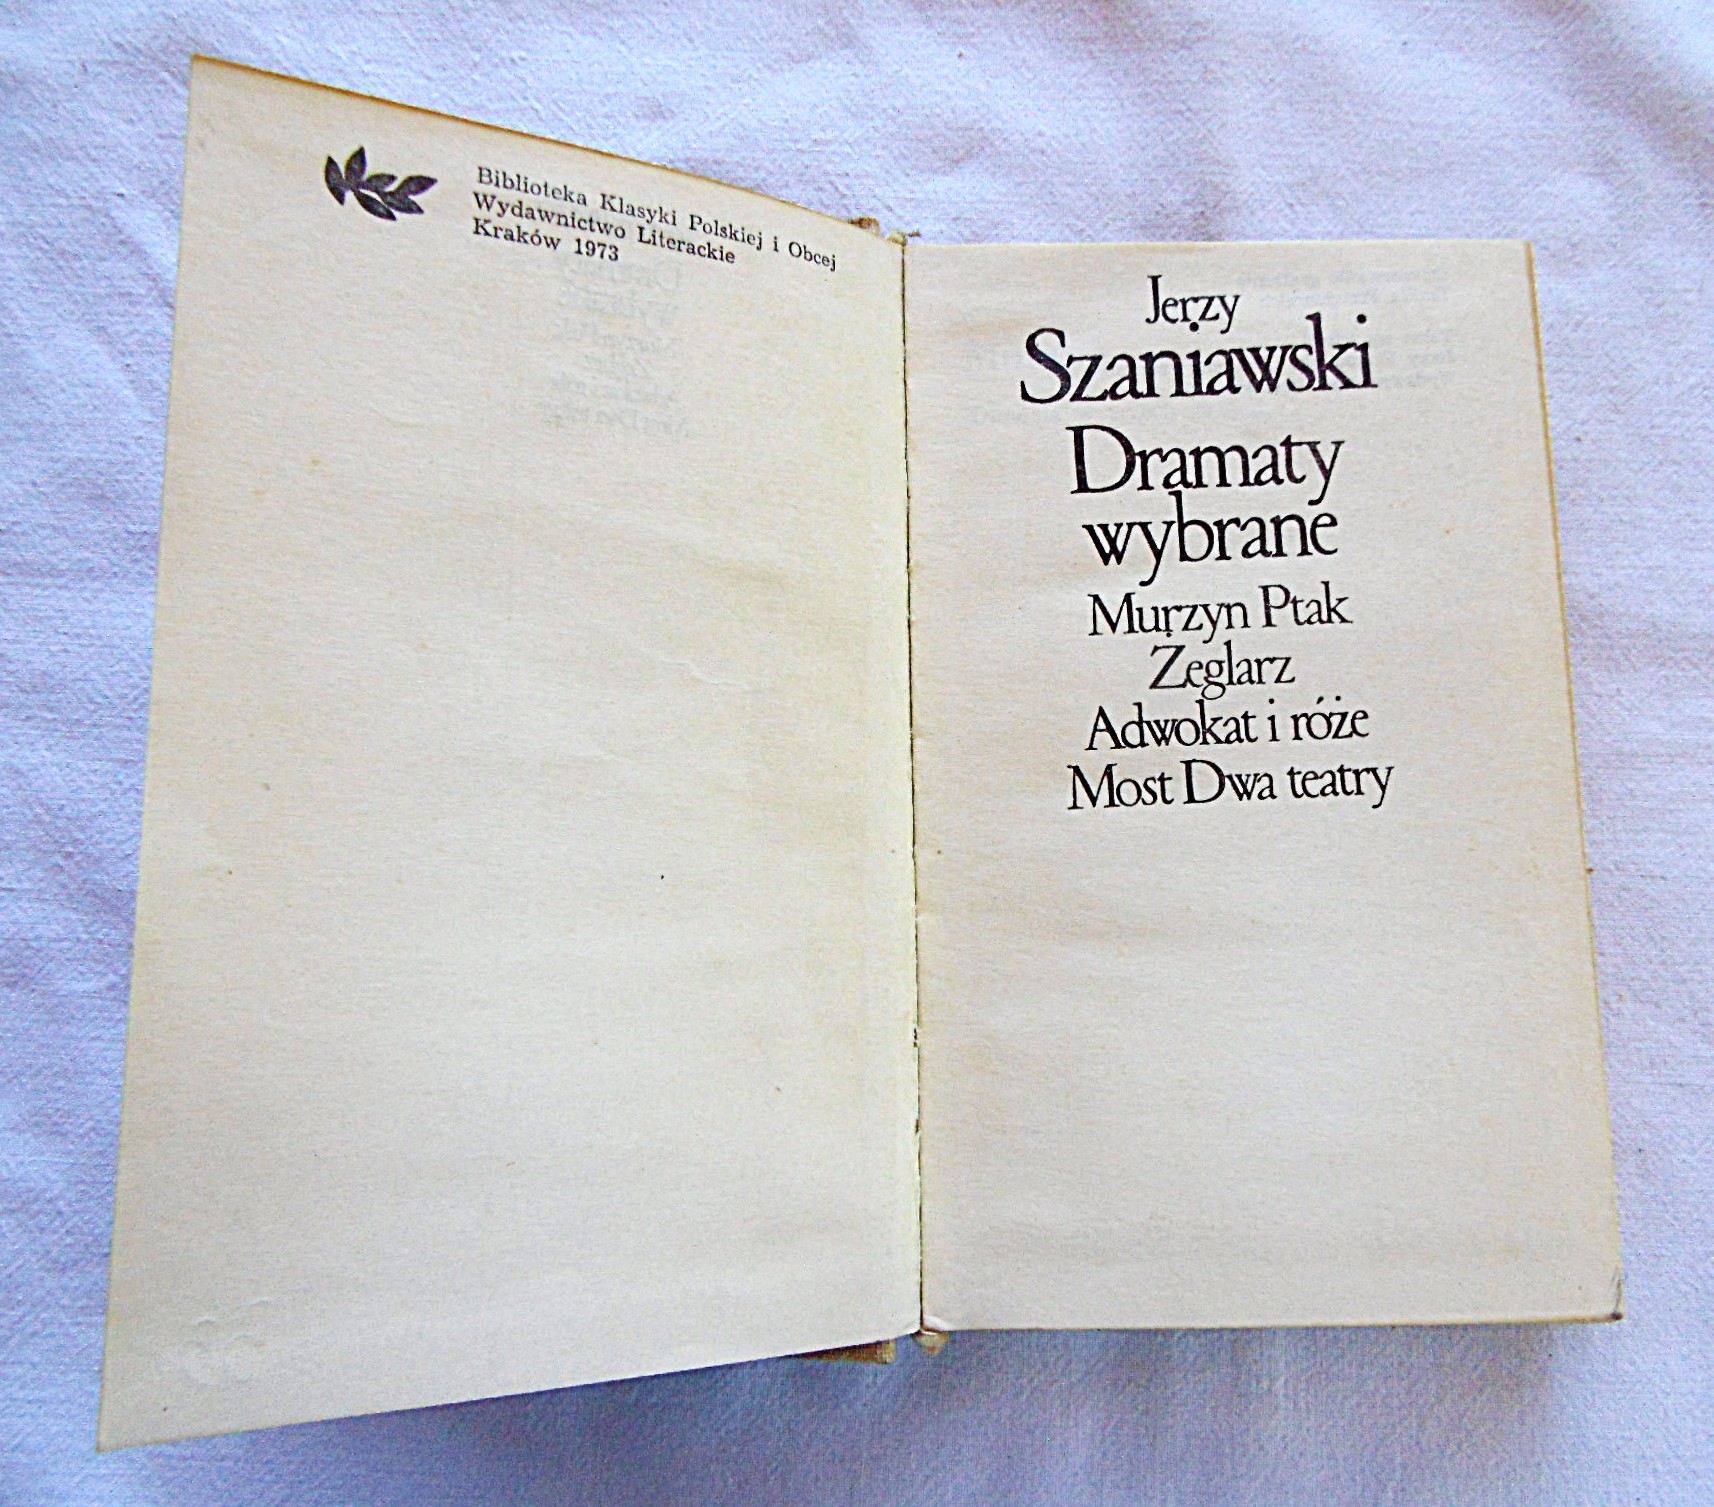 Biblioteka Klasyki Polskiej i Obcej
Wydawnictwo Literackie
Kraków 1973
Jerzy
Szaniawski
Dramaty
wybrane
Murzyn Ptak
Żeglarz
Adwokat i róże
Most Dwa teatry